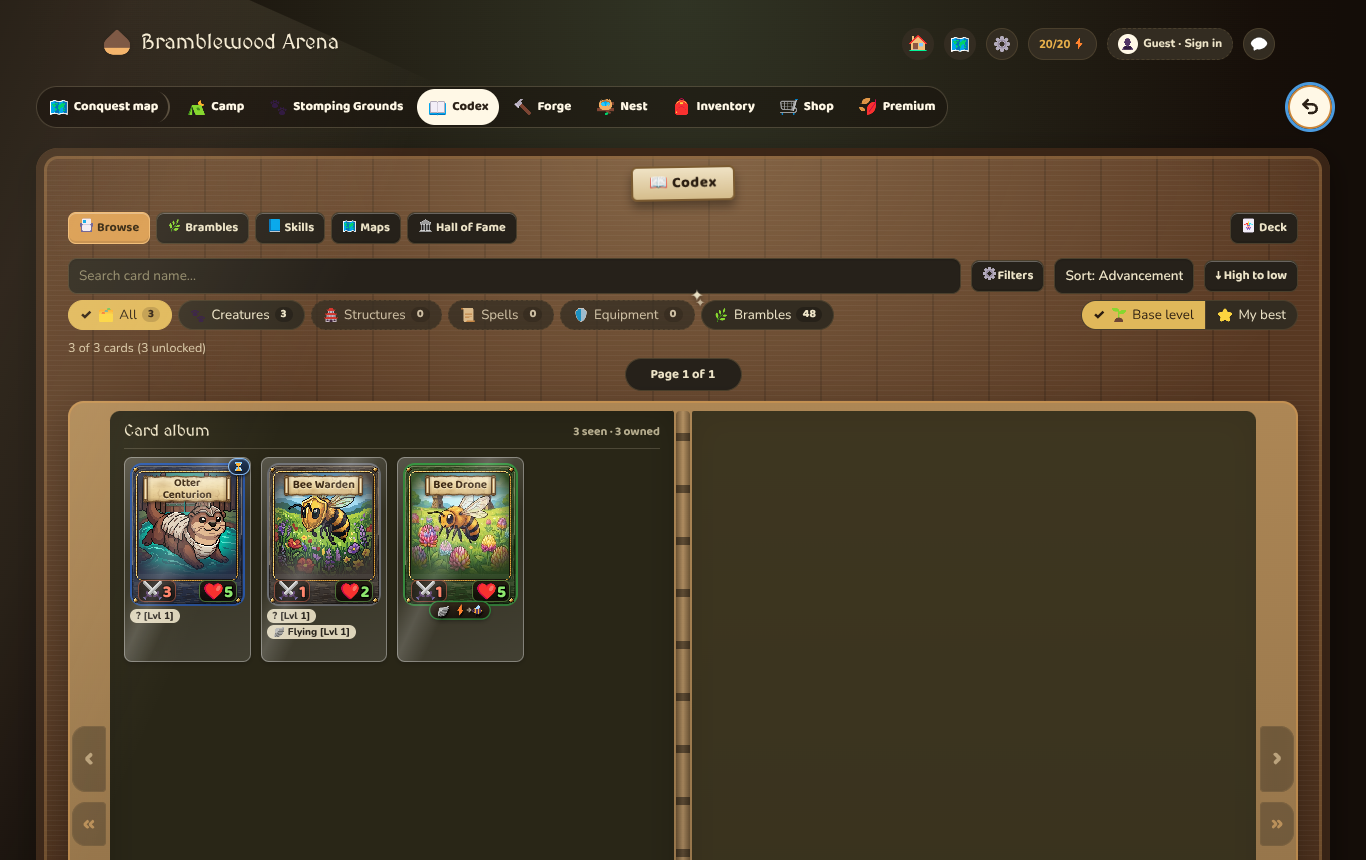 Bramblewood Arena
20/20
Guest · Sign in
Conquest map
Camp
Stomping Grounds
Codex
Forge
Nest
Inventory
Shop
Premium
Codex
Browse
Brambles
Skills
Maps
Hall of Fame
Deck
Search card name...
Filters
Sort: Advancement
↓ High to low
All 3
Creatures 3
Structures 0
Spells 0
Equipment 0
Brambles 48
Base level
My best
3 of 3 cards (3 unlocked)
Page 1 of 1
Card album
3 seen · 3 owned
Otter
Centurion
3
5
? [Lvl 1]
Bee Warden
1
2
? [Lvl 1]
Flying [Lvl 1]
Bee Drone
1
5